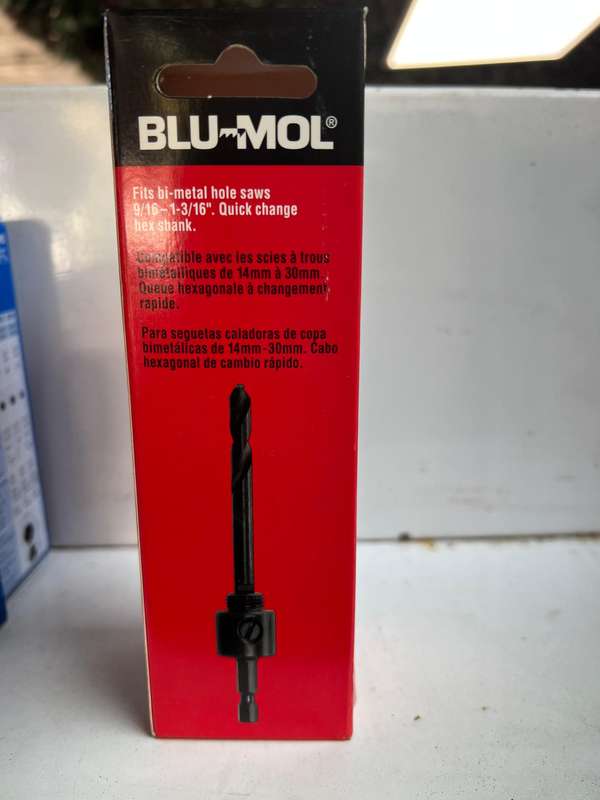 BLU-MOL®
Fits bi-metal hole saws
9/16-1-3/16". Quick change
hex shank.
Compatible avec les scies à trous
bimétalliques de 14mm à 30mm.
Queue hexagonale à changement
rapide.
Para seguetas caladoras de copa
bimetálicas de 14mm-30mm. Cabo
hexagonal de cambio rápido.